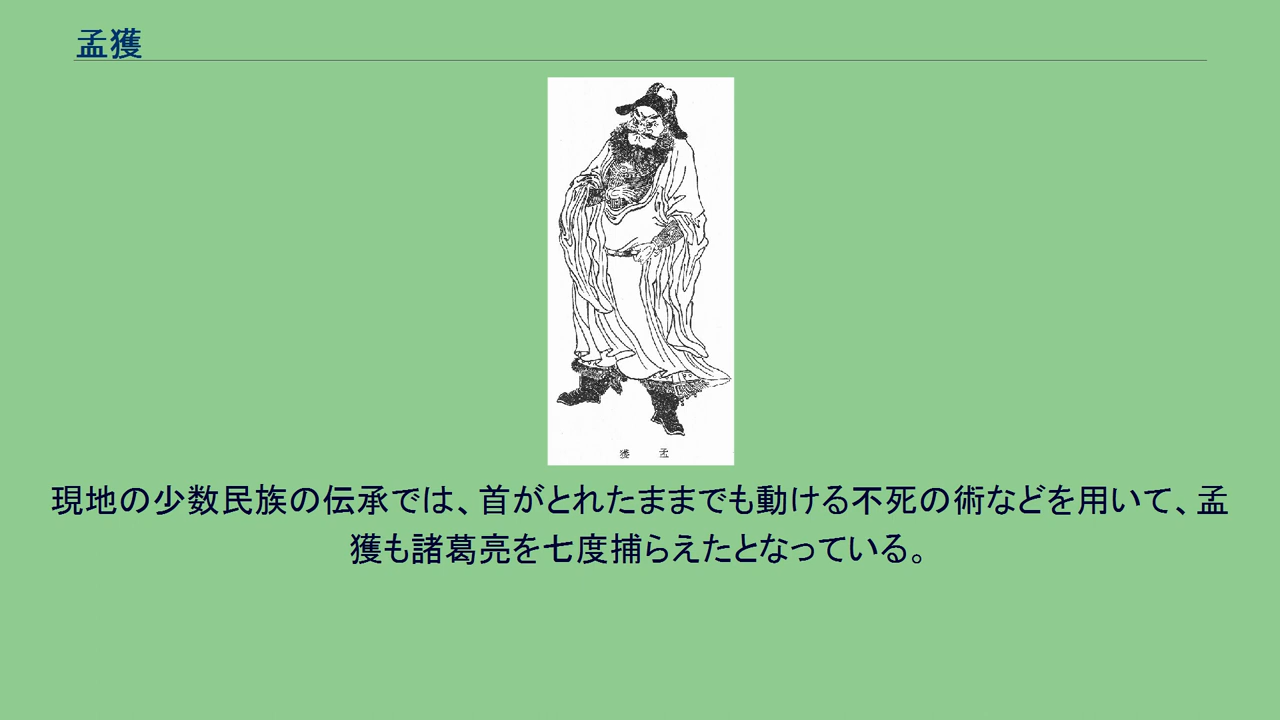 孟獲
獲　孟
現地の少数民族の伝承では、首がとれたままでも動ける不死の術などを用いて、孟
獲も諸葛亮を七度捕らえたとなっている。